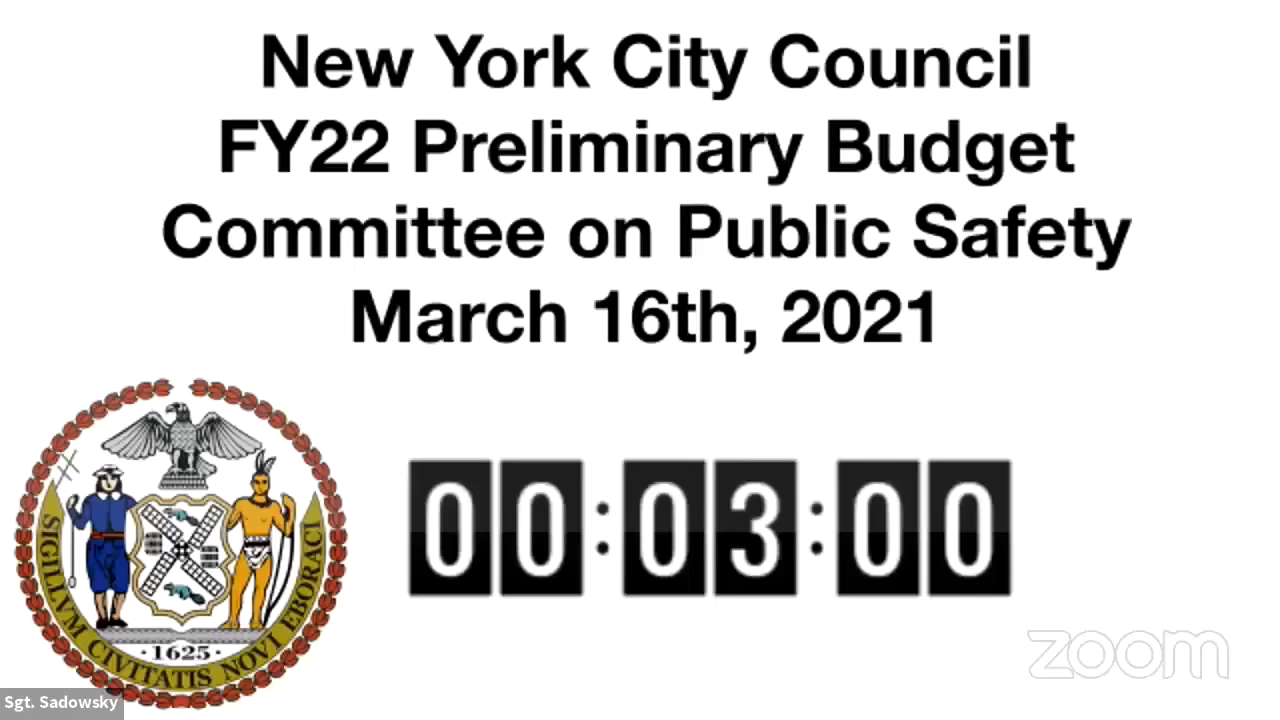 New York City Council
FY22 Preliminary Budget
Committee on Public Safety
March 16th, 2021
00:03:00
SIGILLVM CIVITATIS NOVI EBORACI
·1625·
zoom
Sgt. Sadowsky